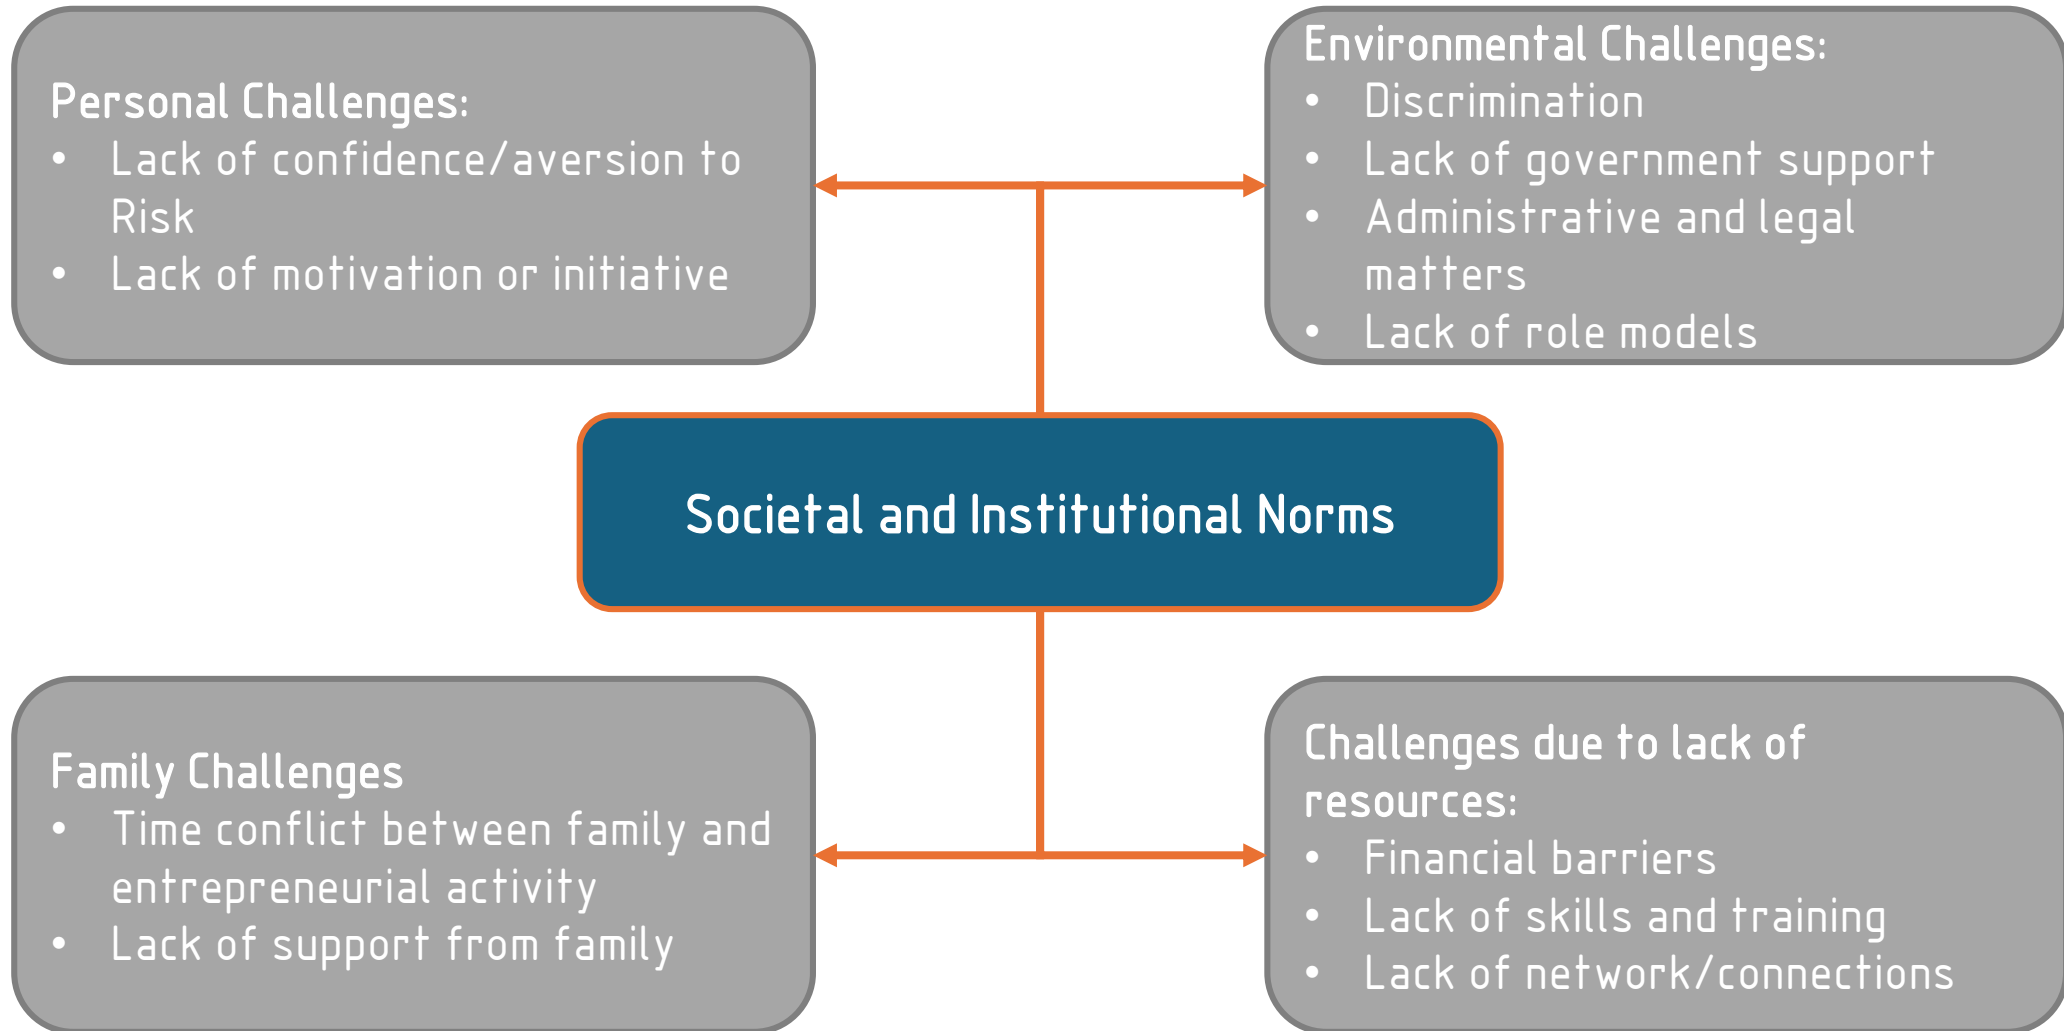 Personal Challenges:
• Lack of confidence/aversion to
Risk
• Lack of motivation or initiative
Environmental Challenges:
• Discrimination
• Lack of government support
• Administrative and legal
matters
• Lack of role models
Societal and Institutional Norms
Family Challenges
• Time conflict between family and
entrepreneurial activity
• Lack of support from family
Challenges due to lack of
resources:
• Financial barriers
• Lack of skills and training
• Lack of network/connections